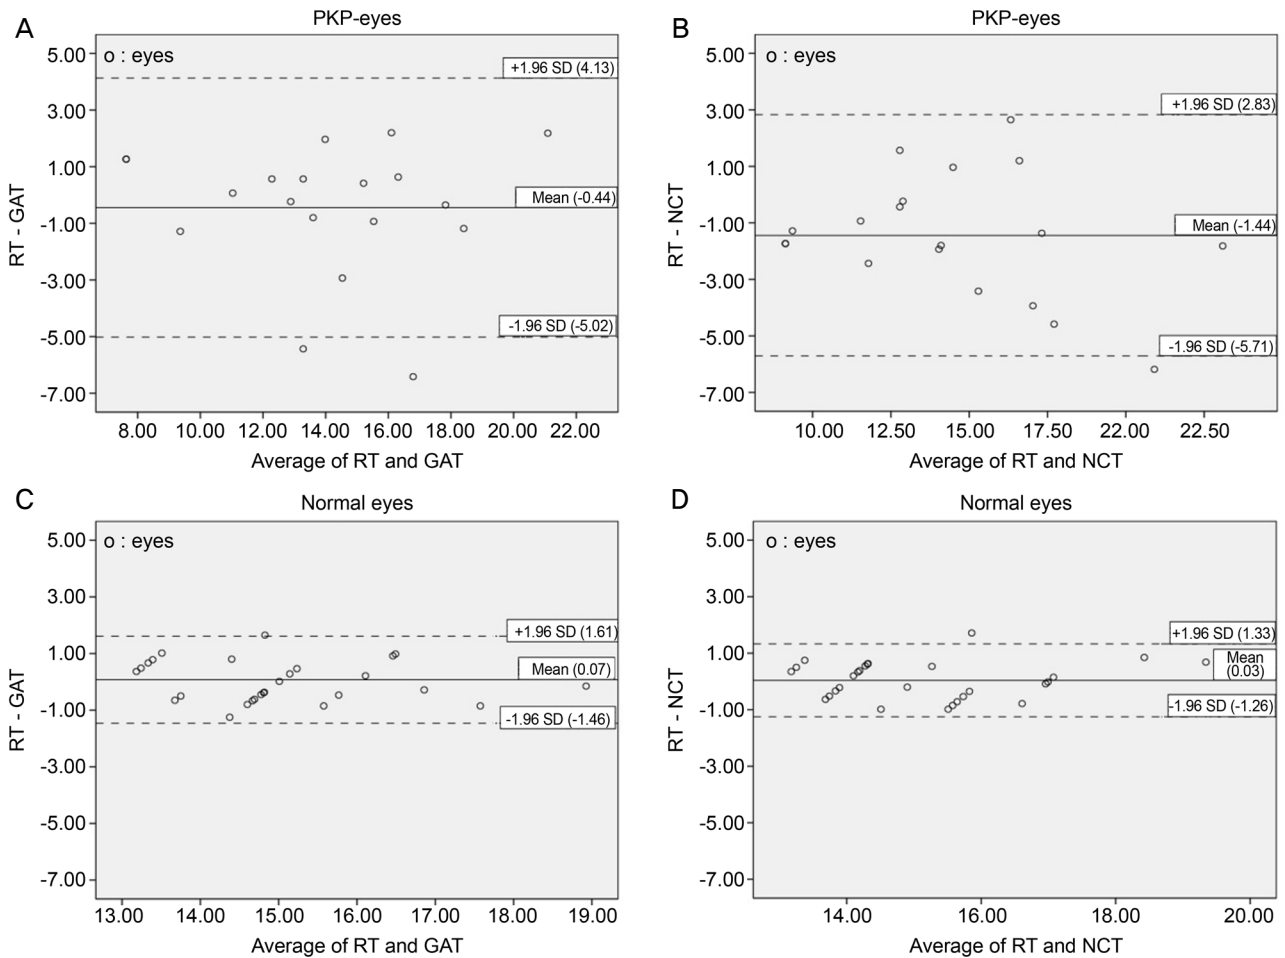 A
PKP-eyes
o : eyes
5.00
3.00
1.00
-1.00
-3.00
-5.00
-7.00
RT - GAT
+1.96 SD (4.13)
Mean (-0.44)
-1.96 SD (-5.02)
8.00 10.00 12.00 14.00 16.00 18.00 20.00 22.00
Average of RT and GAT
B
PKP-eyes
o : eyes
5.00
3.00
1.00
-1.00
-3.00
-5.00
-7.00
RT - NCT
+1.96 SD (2.83)
Mean (-1.44)
-1.96 SD (-5.71)
10.00 12.50 15.00 17.50 22.00 22.50
Average of RT and NCT
C
Normal eyes
o : eyes
5.00
3.00
1.00
-1.00
-3.00
-5.00
-7.00
RT - GAT
+1.96 SD (1.61)
Mean (0.07)
-1.96 SD (-1.46)
13.00 14.00 15.00 16.00 17.00 18.00 19.00
Average of RT and GAT
D
Normal eyes
o : eyes
5.00
3.00
1.00
-1.00
-3.00
-5.00
-7.00
RT - NCT
+1.96 SD (1.33)
Mean
(0.03)
-1.96 SD (-1.26)
14.00 16.00 18.00 20.00
Average of RT and NCT